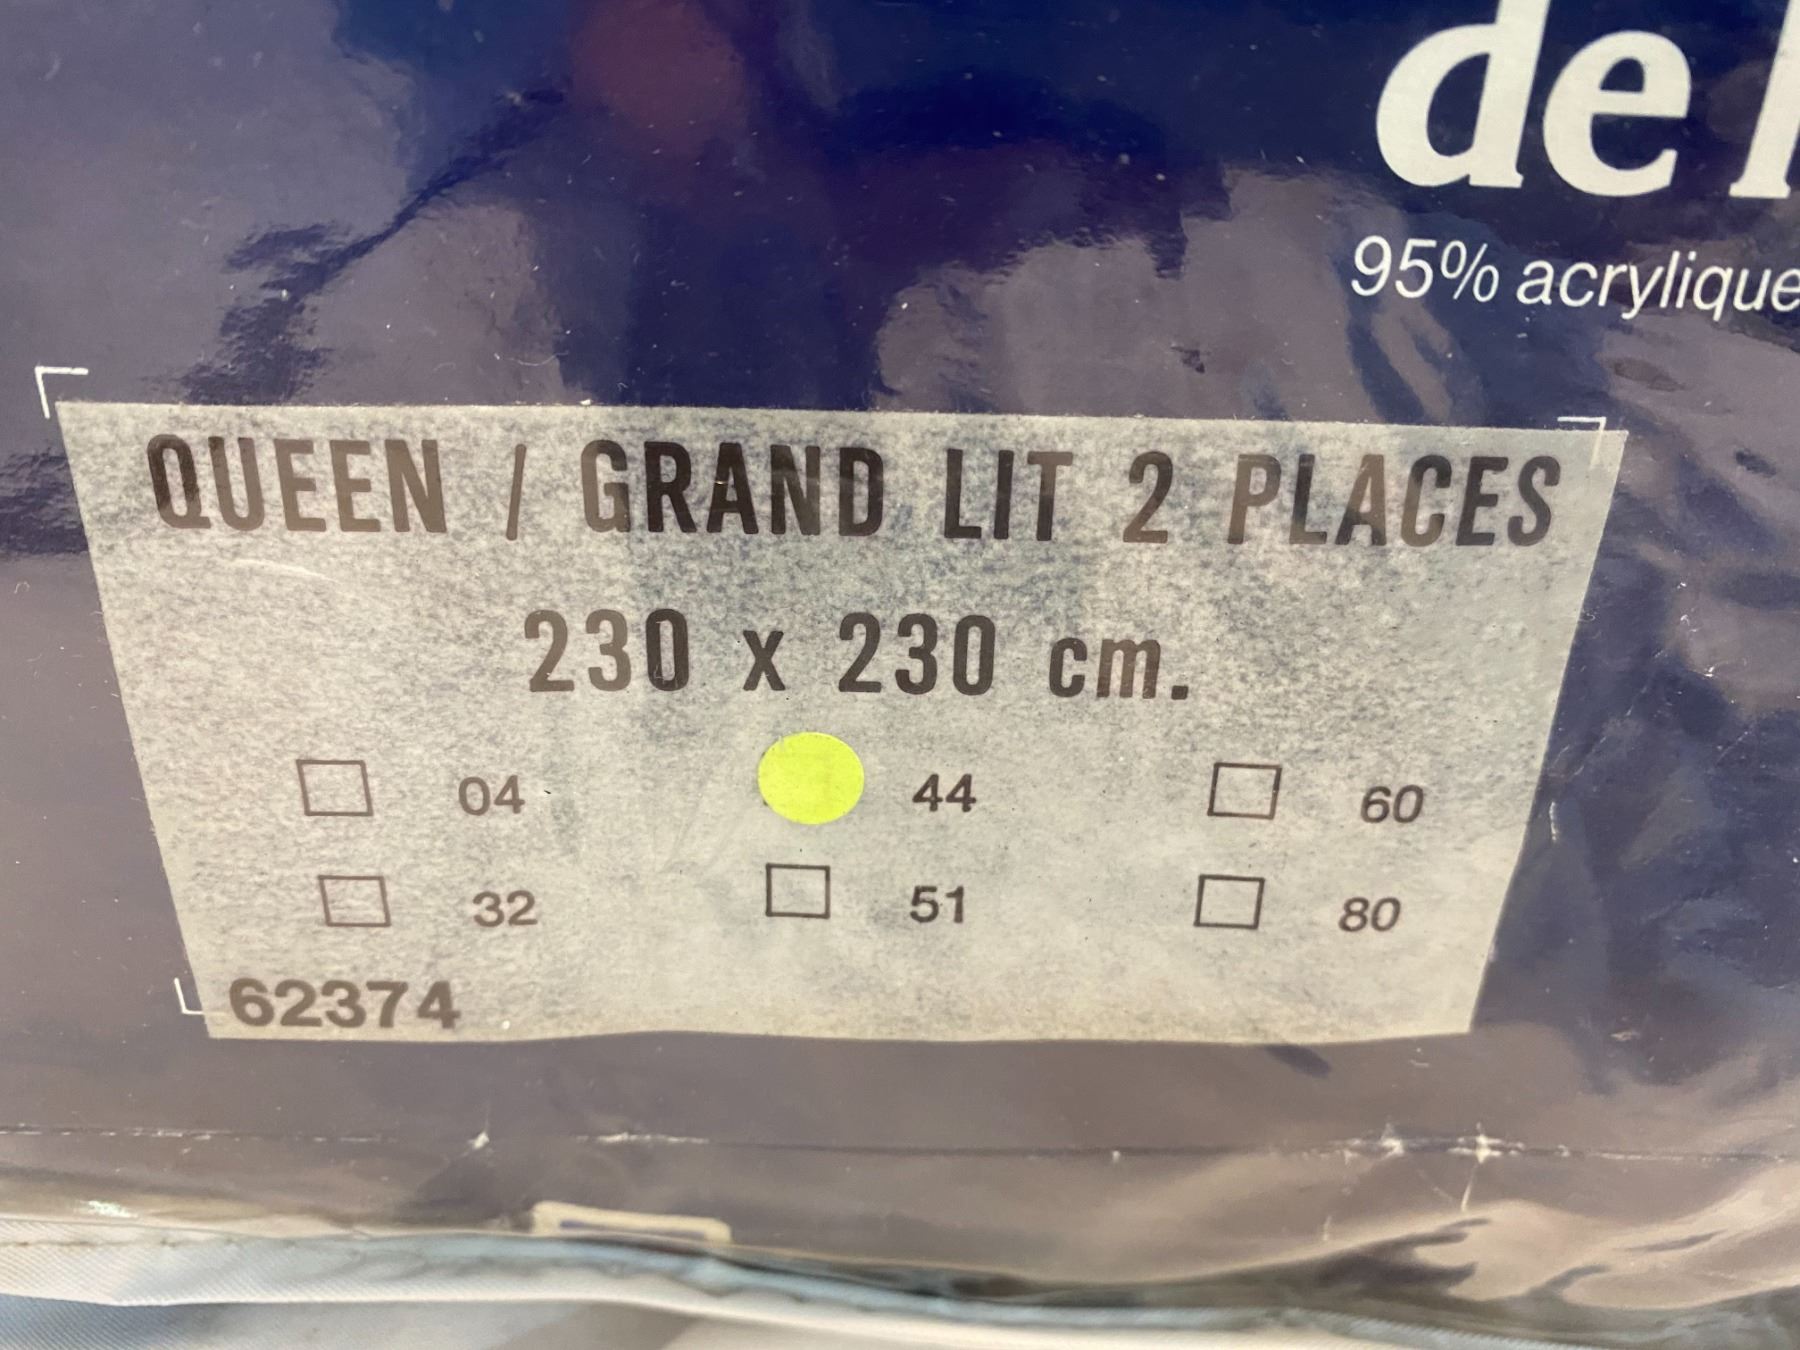 de
95% acrylique
QUEEN / GRAND LIT 2 PLACES
230 x 230 cm.
04 44 60
32 51 80
62374